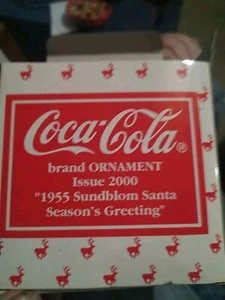 Coca-Cola®
brand ORNAMENT
Issue 2000
"1955 Sundblom Santa
Season's Greeting"